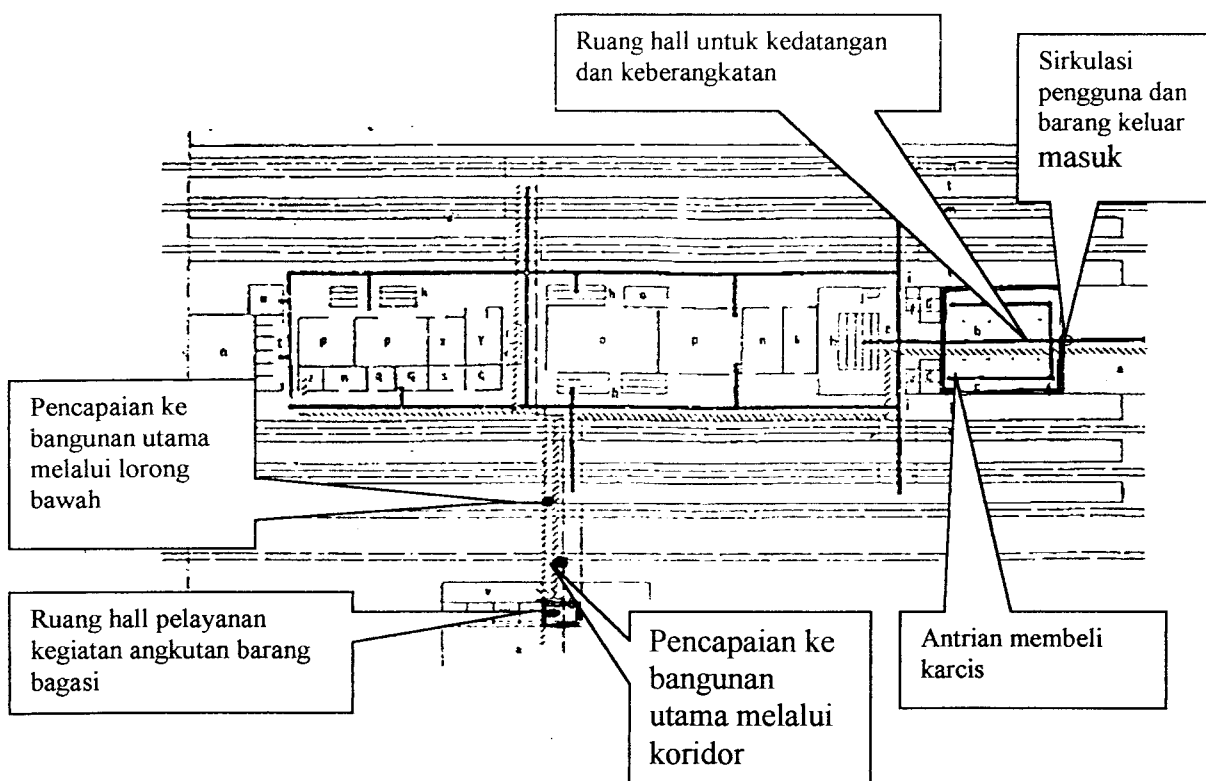 Ruang hall untuk kedatangan
dan keberangkatan
Sirkulasi
pengguna dan
barang keluar
masuk
Pencapaian ke
bangunan utama
melalui lorong
bawah
Ruang hall pelayanan
kegiatan angkutan barang
bagasi
Pencapaian ke
bangunan
utama melalui
koridor
Antrian membeli
karcis